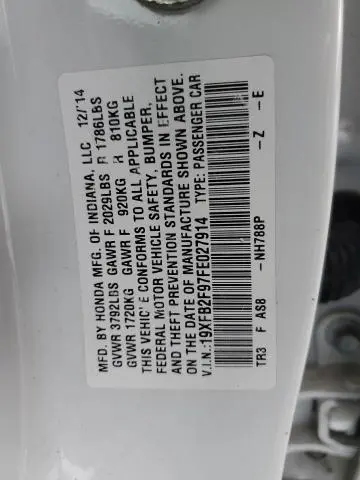 MFD. BY HONDA MFG. OF INDIANA, LLC 12/'14
GVWR 3792LBS GAWR F 2029LBS R 1786LBS
GVWR 1720KG GAWR F 920KG R 810KG
THIS VEHIC'E CONFORMS TO ALL APPLICABLE
FEDERAL MOTOR VEHICLE SAFETY, BUMPER,
AND THEFT PREVENTION STANDARDS IN EFFECT
ON THE DATE OF MANUFACTURE SHOWN ABOVE.
V.I.N.:19XFB2F97FE027914 TYPE: PASSENGER CAR
TR3 F AS8 -NH788P -Z -E